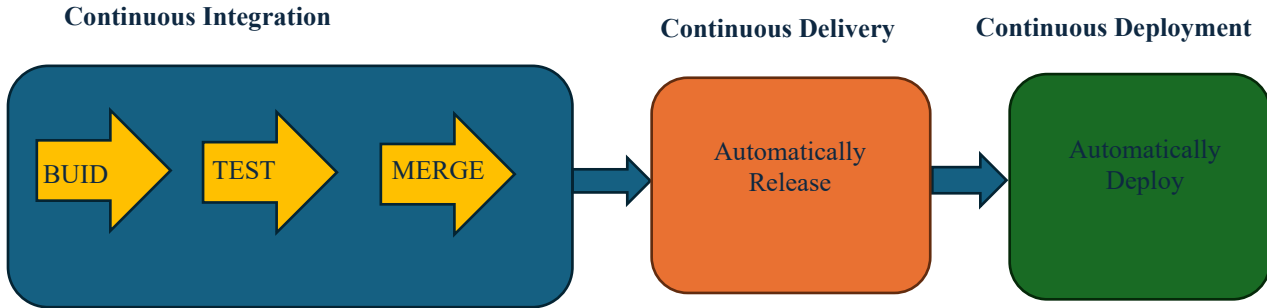 Continuous Integration
Continuous Delivery
Continuous Deployment
BUID
TEST
MERGE
Automatically
Release
Automatically
Deploy